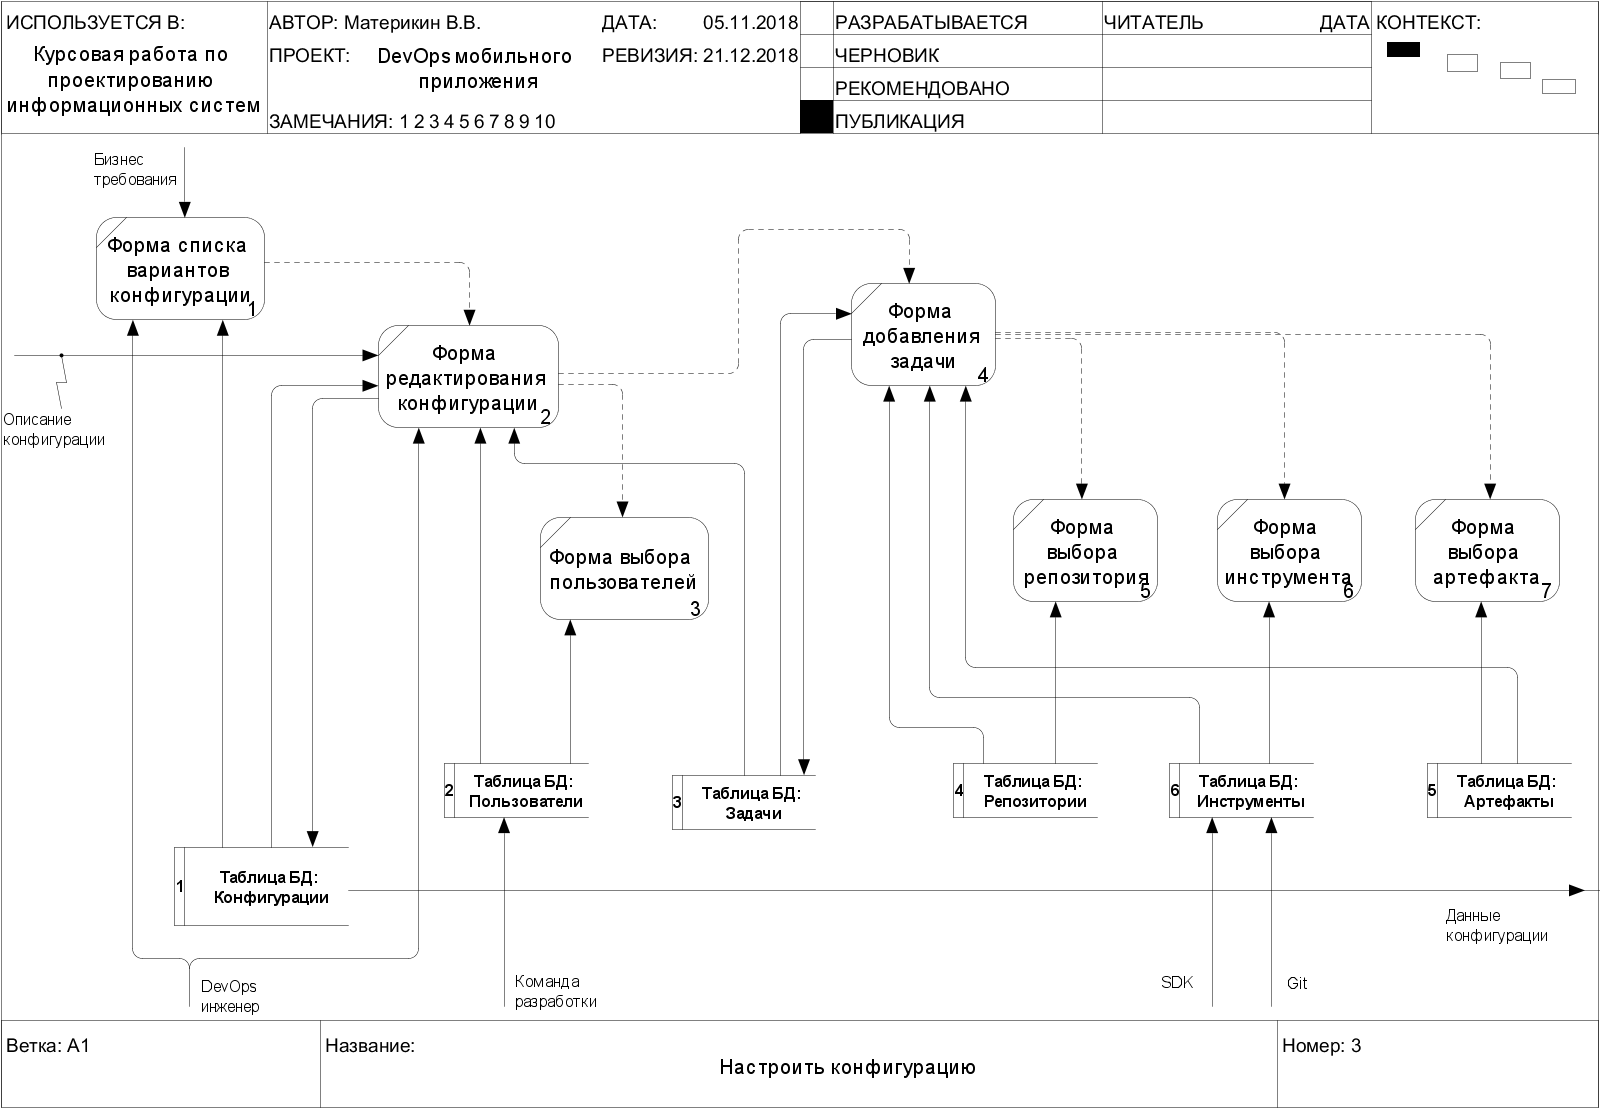 ИСПОЛЬЗУЕТСЯ В:
Курсовая работа по
проектированию
информационных систем
АВТОР: Материкин В.В.
ДАТА: 05.11.2018
ПРОЕКТ: DevOps мобильного
приложения
РЕВИЗИЯ: 21.12.2018
ЗАМЕЧАНИЯ: 1 2 3 4 5 6 7 8 9 10
РАЗРАБАТЫВАЕТСЯ
ЧЕРНОВИК
РЕКОМЕНДОВАНО
ПУБЛИКАЦИЯ
ЧИТАТЕЛЬ
ДАТА
КОНТЕКСТ:
Бизнес
требования
Форма списка
вариантов
конфигурации
1
Описание
конфигурации
Форма
редактирования
конфигурации
2
Форма выбора
пользователей
3
Форма
добавления
задачи
4
Форма
выбора
репозитория
5
Форма
выбора
инструмента
6
Форма
выбора
артефакта
7
2
Таблица БД:
Пользователи
3
Таблица БД:
Задачи
4
Таблица БД:
Репозитории
6
Таблица БД:
Инструменты
5
Таблица БД:
Артефакты
1
Таблица БД:
Конфигурации
Данные
конфигурации
DevOps
инженер
Команда
разработки
SDK
Git
Ветка: A1
Название:
Настроить конфигурацию
Номер: 3